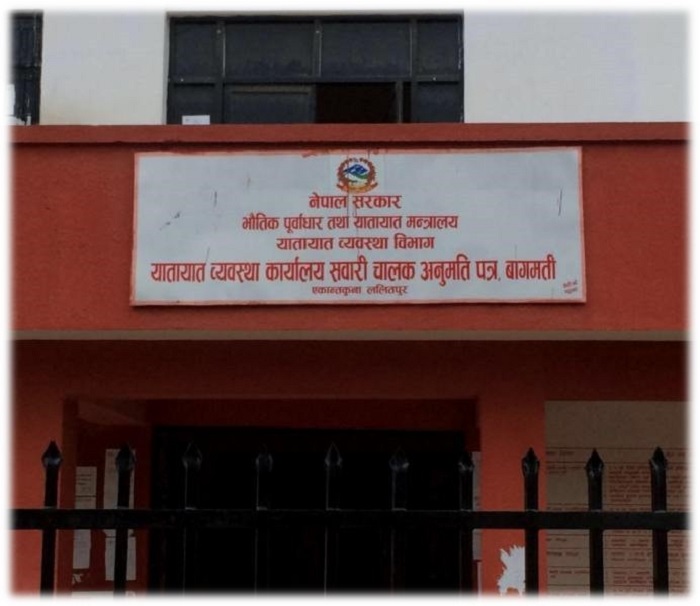 नेपाल सरकार
भौतिक पूर्वाधार तथा यातायात मन्त्रालय
यातायात व्यवस्था विभाग
यातायात व्यवस्था कार्यालय सवारी चालक अनुमति पत्र, बागमती
एकान्तकुना ललितपुर